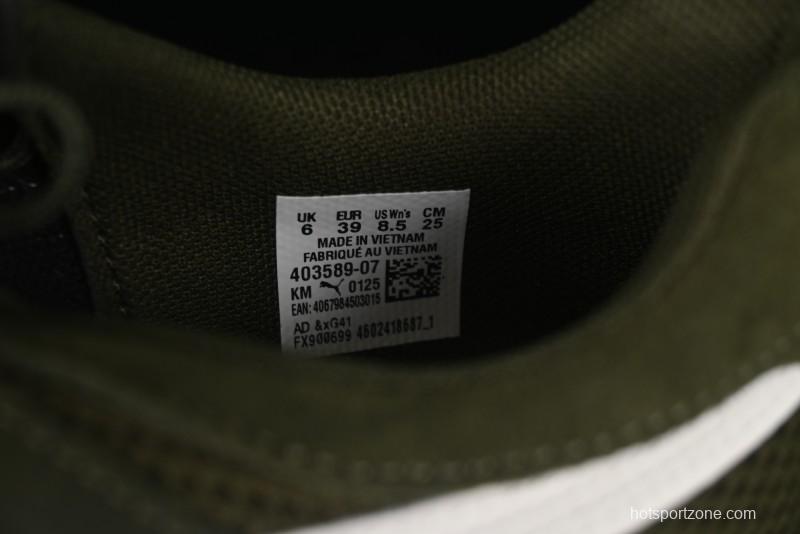 UK EUR US Wn's CM
6 39 8.5 25
MADE IN VIETNAM
FABRIQUÉ AU VIETNAM
403589-07
KM 0125
EAN: 4067984503015
AD &xG41
FX900699 4602418687_1
hotsportzone.com